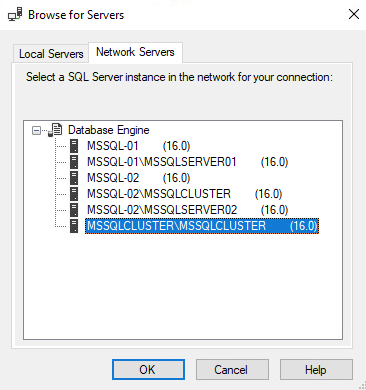 Browse for Servers
Local Servers
Network Servers
Select a SQL Server instance in the network for your connection:
Database Engine
MSSQL-01 (16.0)
MSSQL-01\MSSQLSERVER01 (16.0)
MSSQL-02 (16.0)
MSSQL-02\MSSQLCLUSTER (16.0)
MSSQL-02\MSSQLSERVER02 (16.0)
MSSQLCLUSTER\MSSQLCLUSTER (16.0)
OK
Cancel
Help